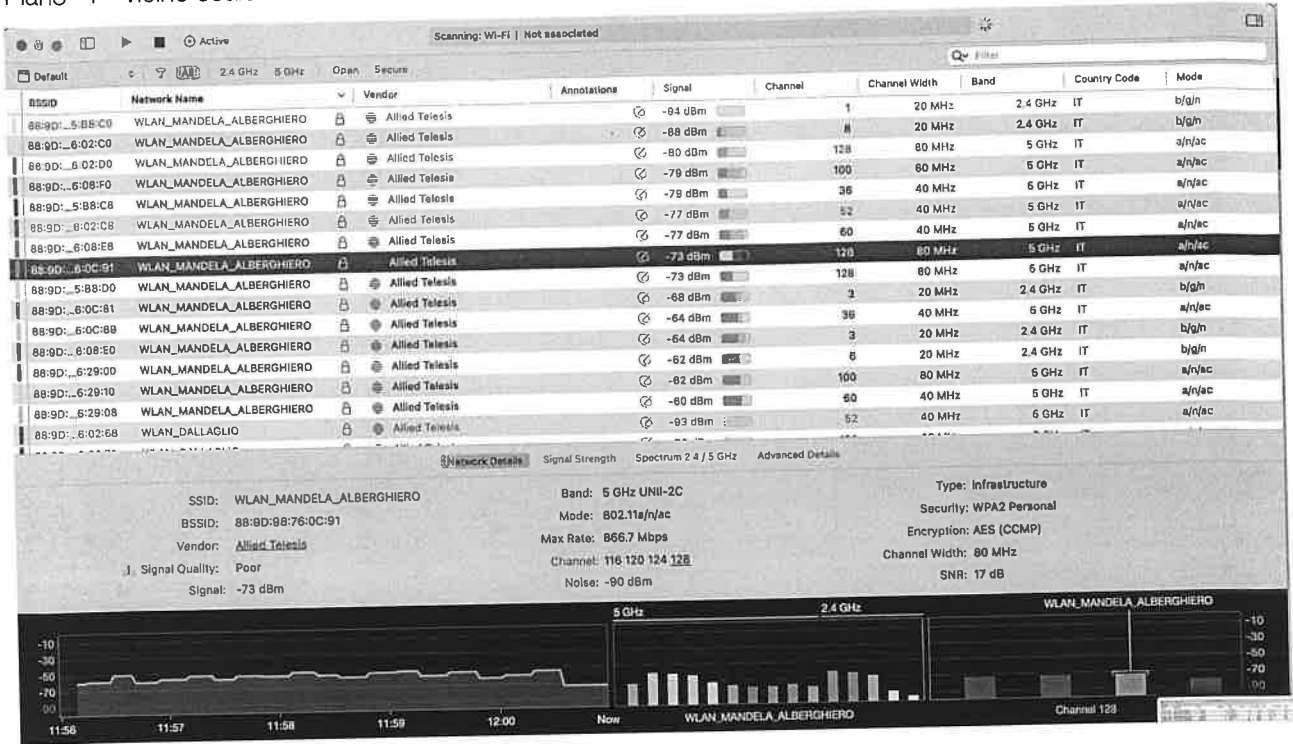 Active
Scanning: Wi-Fi | Not associated
Default 2.4 GHz 5 GHz Open Secure Filter
BSSID Network Name Vendor Annotations Signal Channel Channel Width Band Country Code Mode
88:9D:...5:B8:C0 WLAN_MANDELA_ALBERGHIERO Allied Telesis -94 dBm 1 20 MHz 2.4 GHz IT b/g/n
88:9D:...6:02:C0 WLAN_MANDELA_ALBERGHIERO Allied Telesis -88 dBm 20 MHz 2.4 GHz IT b/g/n
88:9D:...6:02:D0 WLAN_MANDELA_ALBERGHIERO Allied Telesis -80 dBm 128 80 MHz 5 GHz IT a/n/ac
88:9D:...6:08:F0 WLAN_MANDELA_ALBERGHIERO Allied Telesis -79 dBm 100 80 MHz 5 GHz IT a/n/ac
88:9D:...5:B8:C8 WLAN_MANDELA_ALBERGHIERO Allied Telesis -79 dBm 36 40 MHz 5 GHz IT a/n/ac
88:9D:...6:02:C8 WLAN_MANDELA_ALBERGHIERO Allied Telesis -77 dBm 52 40 MHz 5 GHz IT a/n/ac
88:9D:...6:08:E8 WLAN_MANDELA_ALBERGHIERO Allied Telesis -77 dBm 60 40 MHz 5 GHz IT a/n/ac
88:9D:...6:0C:91 WLAN_MANDELA_ALBERGHIERO Allied Telesis -73 dBm 128 80 MHz 5 GHz IT a/n/ac
88:9D:...5:B8:D0 WLAN_MANDELA_ALBERGHIERO Allied Telesis -73 dBm 128 80 MHz 5 GHz IT a/n/ac
88:9D:...6:0C:81 WLAN_MANDELA_ALBERGHIERO Allied Telesis -68 dBm 3 20 MHz 2.4 GHz IT b/g/n
88:9D:...6:0C:89 WLAN_MANDELA_ALBERGHIERO Allied Telesis -64 dBm 36 40 MHz 5 GHz IT a/n/ac
88:9D:...6:08:E0 WLAN_MANDELA_ALBERGHIERO Allied Telesis -64 dBm 3 20 MHz 2.4 GHz IT b/g/n
88:9D:...6:29:00 WLAN_MANDELA_ALBERGHIERO Allied Telesis -62 dBm 6 20 MHz 2.4 GHz IT b/g/n
88:9D:...6:29:10 WLAN_MANDELA_ALBERGHIERO Allied Telesis -62 dBm 100 80 MHz 5 GHz IT a/n/ac
88:9D:...6:29:08 WLAN_MANDELA_ALBERGHIERO Allied Telesis -60 dBm 60 40 MHz 5 GHz IT a/n/ac
88:9D:...6:02:68 WLAN_DALLAGLIO Allied Telesis -93 dBm 52 40 MHz 5 GHz IT a/n/ac
Network Details Signal Strength Spectrum 2.4 / 5 GHz Advanced Details
SSID: WLAN_MANDELA_ALBERGHIERO Band: 5 GHz UNII-2C Type: Infrastructure
BSSID: 88:9D:98:76:0C:91 Mode: 802.11a/n/ac Security: WPA2 Personal
Vendor: Allied Telesis Max Rate: 866.7 Mbps Encryption: AES (CCMP)
Signal Quality: Poor Channel: 116 120 124 128 Channel Width: 80 MHz
Signal: -73 dBm Noise: -90 dBm SNR: 17 dB
5 GHz 2.4 GHz WLAN_MANDELA_ALBERGHIERO
-10 -10
-30 -30
-50 -50
-70 -70
-90 -90
11:56 11:57 11:58 11:59 12:00 Now WLAN_MANDELA_ALBERGHIERO Channel 128